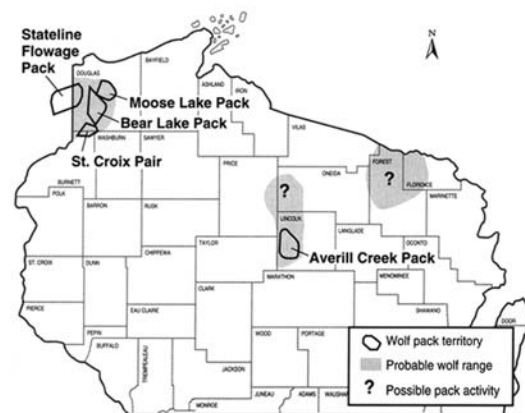 Stateline
Flowage
Pack
N
DOUGLAS
BAYFIELD
ASHLAND
IRON
Moose Lake Pack
Bear Lake Pack
VILAS
St. Croix Pair
WASHBURN
SAWYER
FLORENCE
FOREST
PRICE
ONEIDA
?
?
MARINETTE
BURNETT
POLK
BARRON
RUSK
LINCOLN
LANGLADE
OCONTO
TAYLOR
Averill Creek Pack
CHIPPEWA
ST. CROIX
DUNN
MARATHON
MENOMINEE
CLARK
SHAWANO
PIERCE
EAU CLAIRE
DOOR
PEPIN
BUFFALO
WOOD
PORTAGE
TREMPEALEAU
JACKSON
MONROE
JUNEAU
ADAMS
WAUSHARA
Wolf pack territory
Probable wolf range
? Possible pack activity